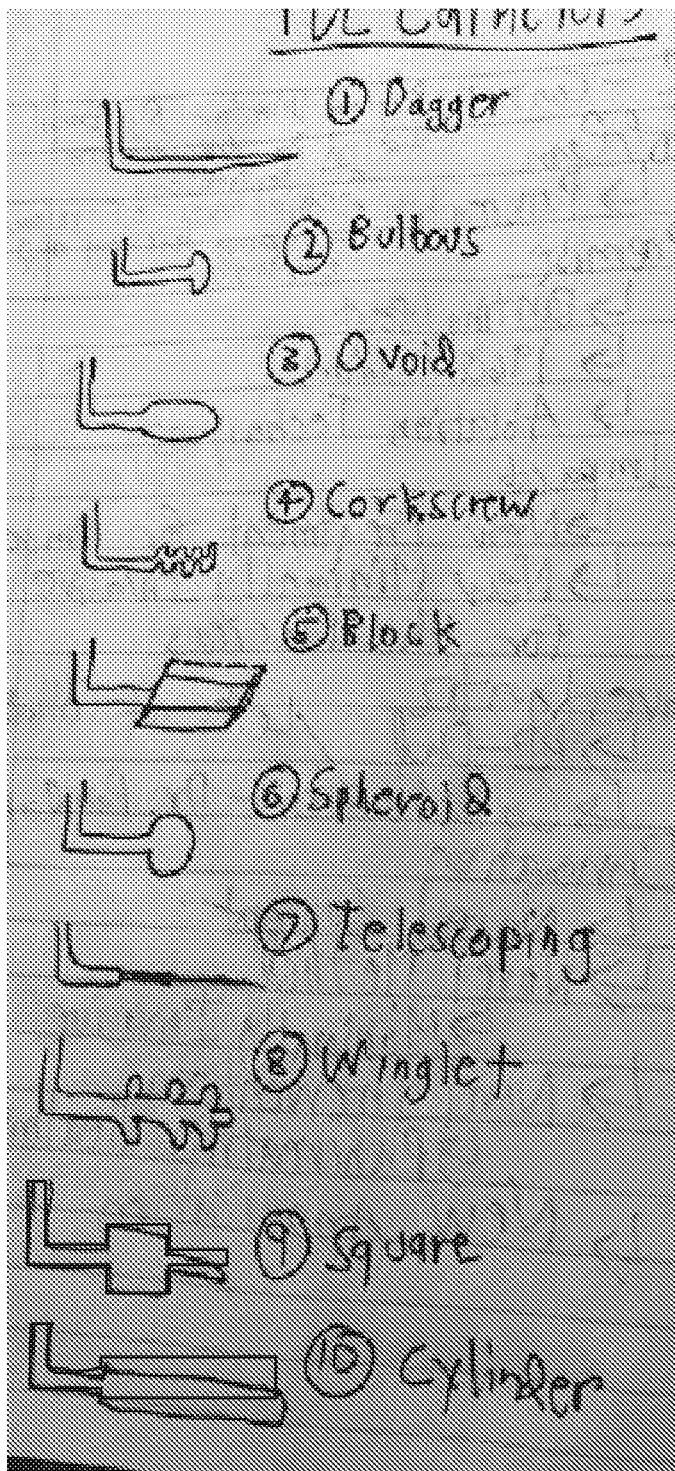 ① Dagger
② Bulbous
③ Ovoid
④ Corkscrew
⑤ Block
⑥ Spheroid
⑦ Telescoping
⑧ Winglet
⑨ Square
⑩ Cylinder